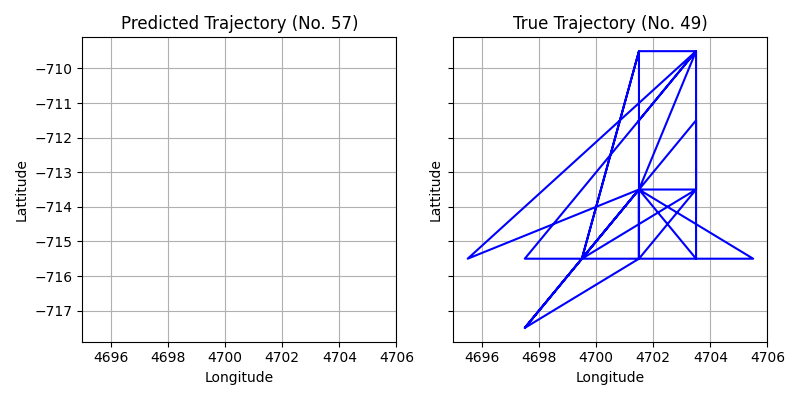 Predicted Trajectory (No. 57)
True Trajectory (No. 49)
−710
−711
−712
−713
−714
−715
−716
−717
Lattitude
4696 4698 4700 4702 4704 4706
Longitude
Lattitude
4696 4698 4700 4702 4704 4706
Longitude